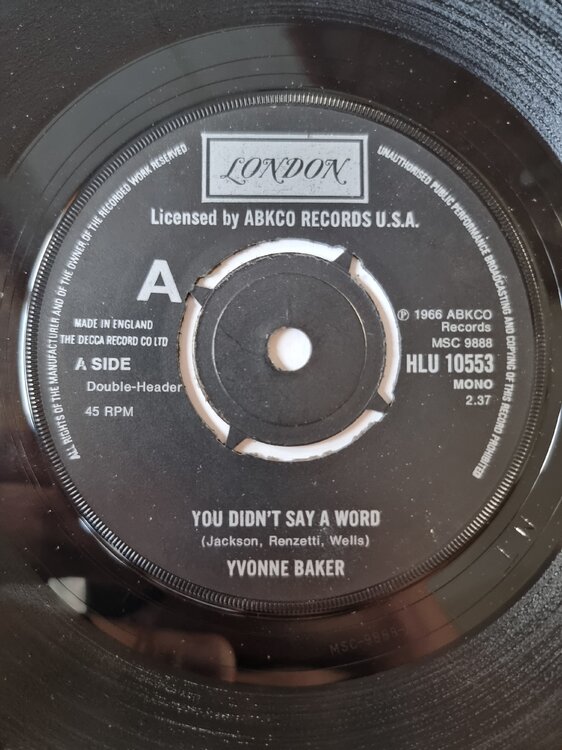 LONDON
Licensed by ABKCO RECORDS U.S.A.
ALL RIGHTS OF THE MANUFACTURER AND OF THE OWNER OF THE RECORDED WORK RESERVED
UNAUTHORISED PUBLIC PERFORMANCE BROADCASTING AND COPYING OF THIS RECORD PROHIBITED
A
MADE IN ENGLAND
THE DECCA RECORD CO LTD
A SIDE
Double-Header
45 RPM
℗ 1966 ABKCO
Records
MSC 9888
HLU 10553
MONO
2.37
YOU DIDN'T SAY A WORD
(Jackson, Renzetti, Wells)
YVONNE BAKER
MSC-9888